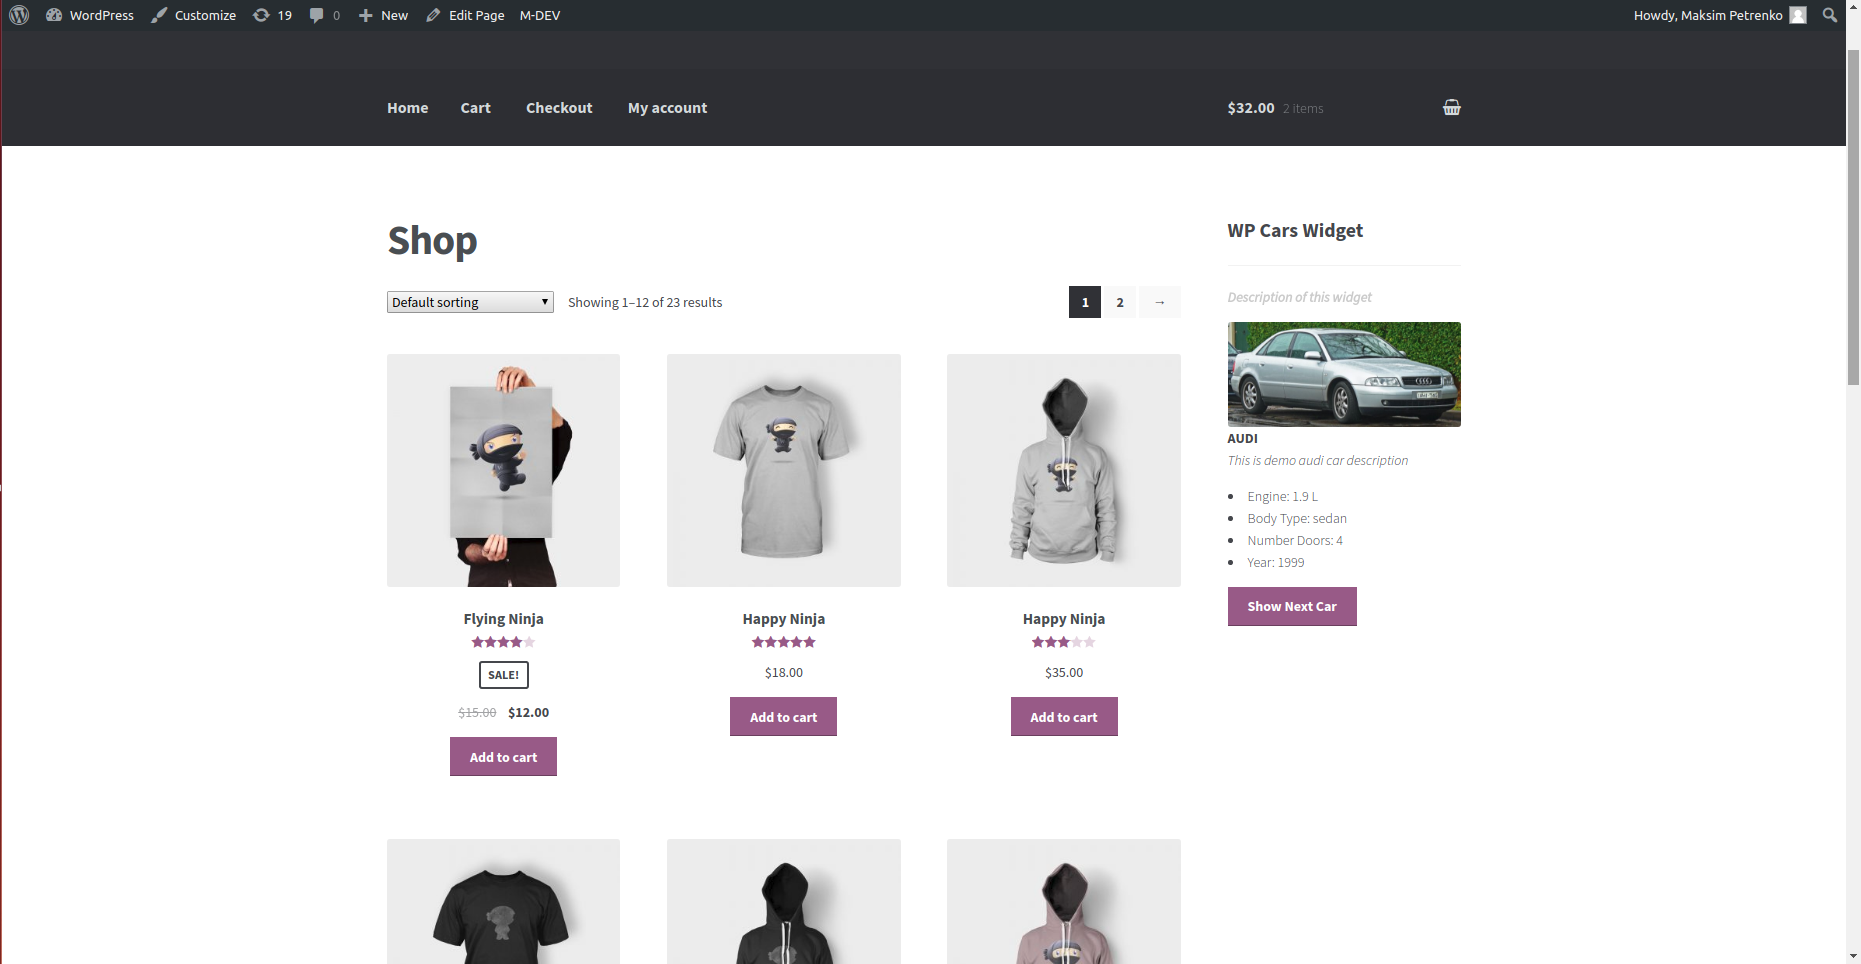 WordPress Customize 19 0 New Edit Page M-DEV Howdy, Maksim Petrenko
Home Cart Checkout My account $32.00 2 items
Shop
Default sorting Showing 1–12 of 23 results 1 2 →
Flying Ninja
SALE!
$15.00 $12.00
Add to cart
Happy Ninja
$18.00
Add to cart
Happy Ninja
$35.00
Add to cart
WP Cars Widget
Description of this widget
AUDI
This is demo audi car description
Engine: 1.9 L
Body Type: sedan
Number Doors: 4
Year: 1999
Show Next Car